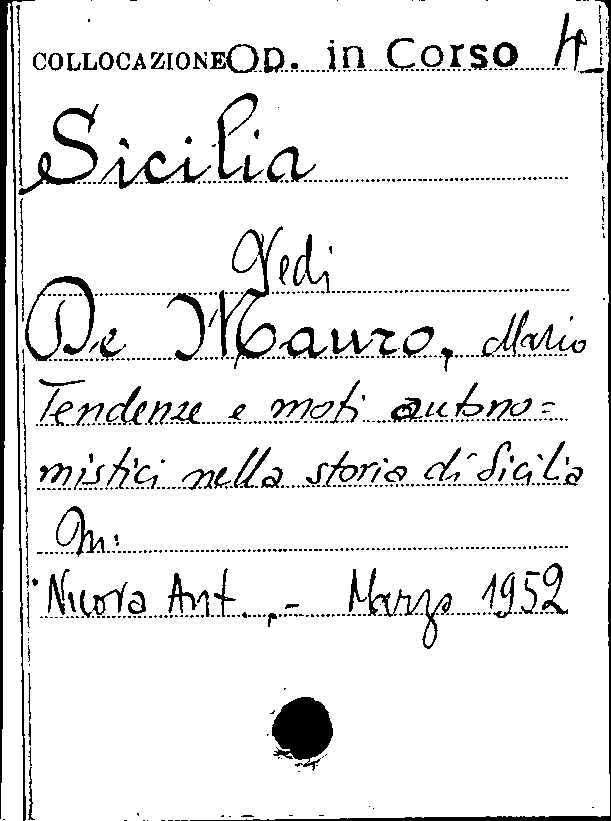 COLLOCAZIONE Op. in Corso 4
Sicilia
Vedi
De Mauro, Mario
Tendenze e moti autono=
mistici nella storia di Sicilia
In:
Nuova Ant.,- Marzo 1952